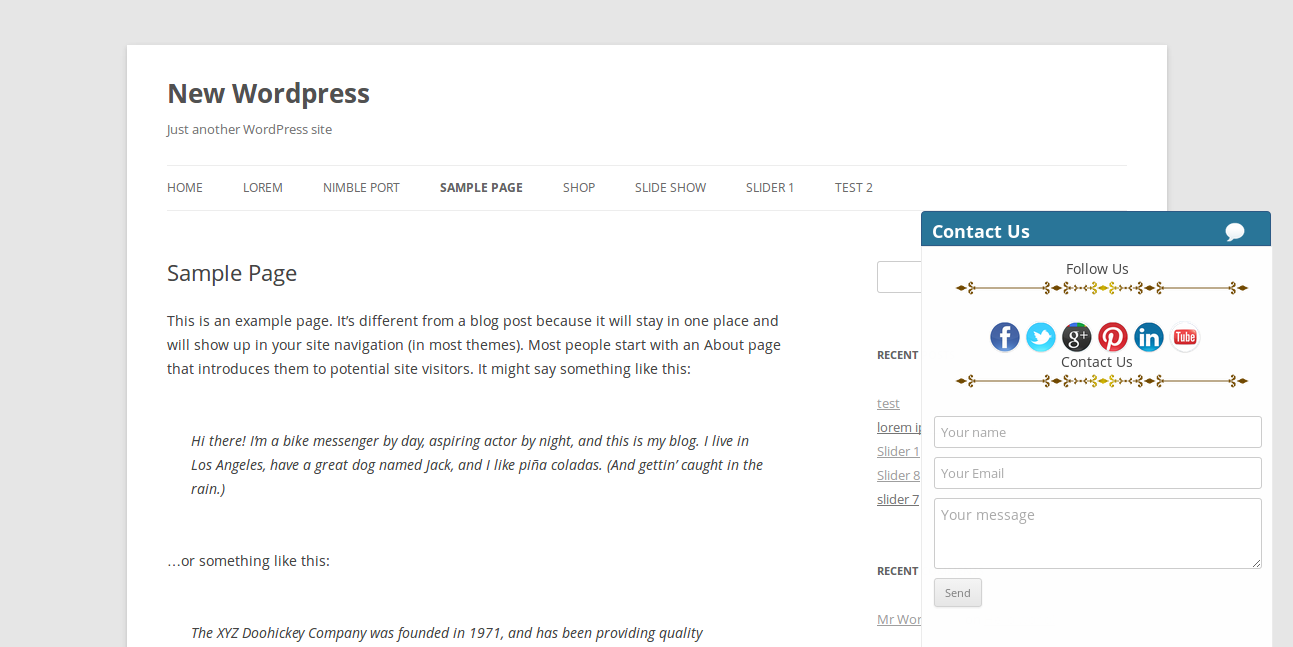 New Wordpress
Just another WordPress site
HOME LOREM NIMBLE PORT SAMPLE PAGE SHOP SLIDE SHOW SLIDER 1 TEST 2
Sample Page
This is an example page. It’s different from a blog post because it will stay in one place and
will show up in your site navigation (in most themes). Most people start with an About page
that introduces them to potential site visitors. It might say something like this:
Hi there! I’m a bike messenger by day, aspiring actor by night, and this is my blog. I live in
Los Angeles, have a great dog named Jack, and I like piña coladas. (And gettin’ caught in the
rain.)
…or something like this:
The XYZ Doohickey Company was founded in 1971, and has been providing quality
RECENT
test
lorem
Slider 1
Slider 8
slider 7
RECENT
Mr
Contact Us
Follow Us
f g+ in Tube
Contact Us
Your name
Your Email
Your message
Send